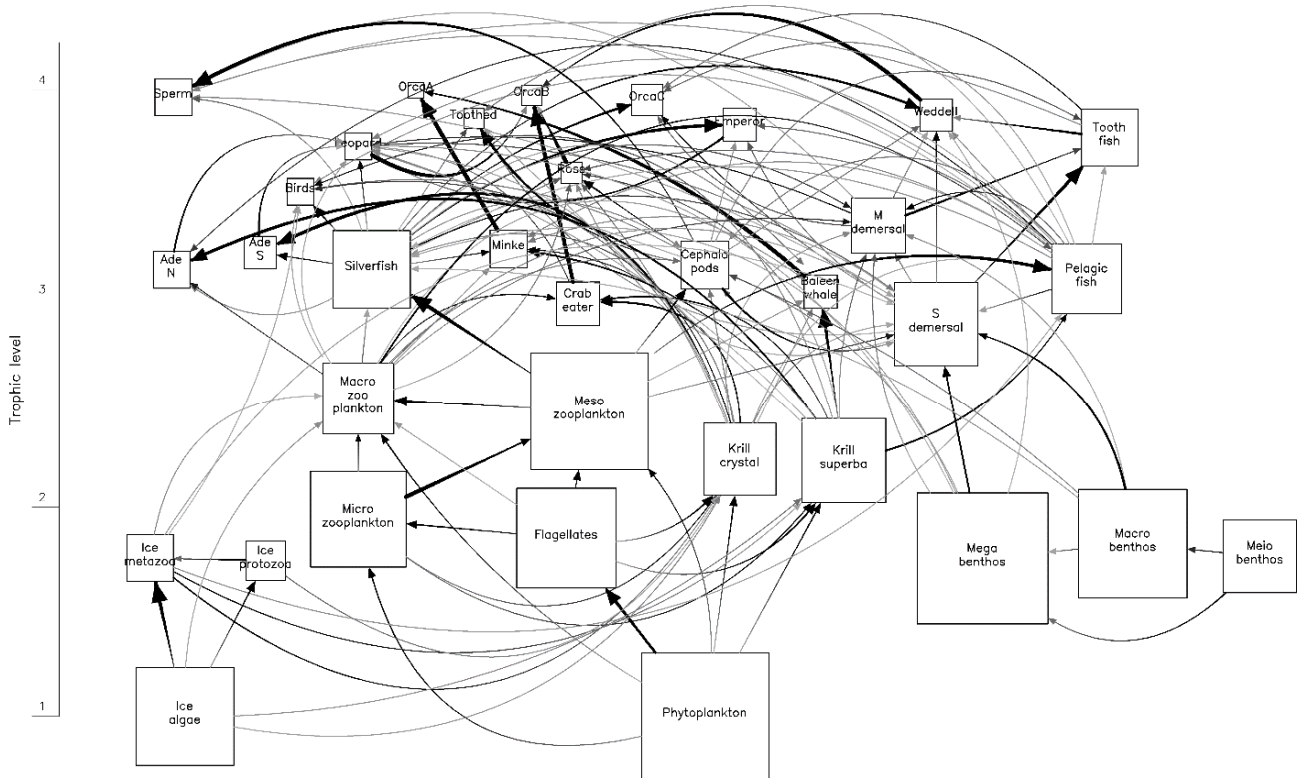 Trophic level
4
3
2
1
Sperm
OrcaA
Toothed
OrcaB
OrcaC
Emperor
Weddell
Tooth
fish
Leopard
Birds
Ross
M
demersal
Ade
N
Ade
S
Silverfish
Minke
Cephalo
pods
Baleen
whale
Crab
eater
S
demersal
Pelagic
fish
Macro
zoo
plankton
Meso
zooplankton
Krill
crystal
Krill
superba
Micro
zooplankton
Flagellates
Mega
benthos
Macro
benthos
Meio
benthos
Ice
metazoa
Ice
protozoa
Ice
algae
Phytoplankton